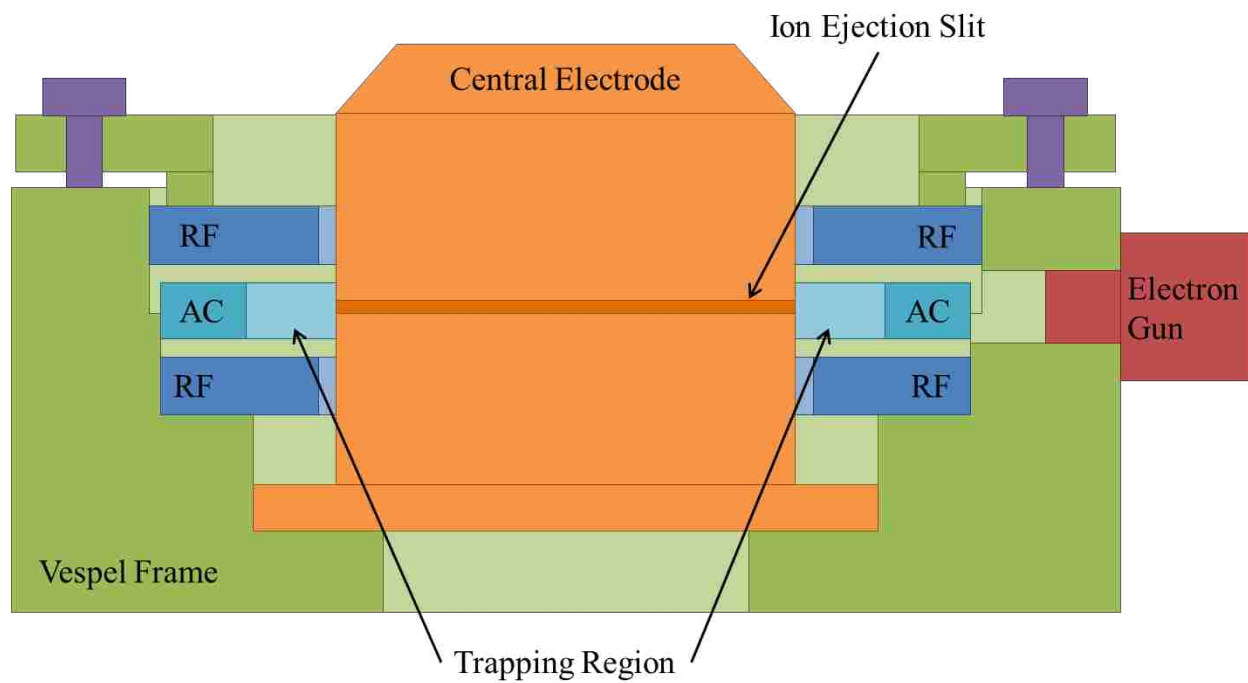 Ion Ejection Slit
Central Electrode
RF
RF
AC
AC
Electron
Gun
RF
RF
Vespel Frame
Trapping Region